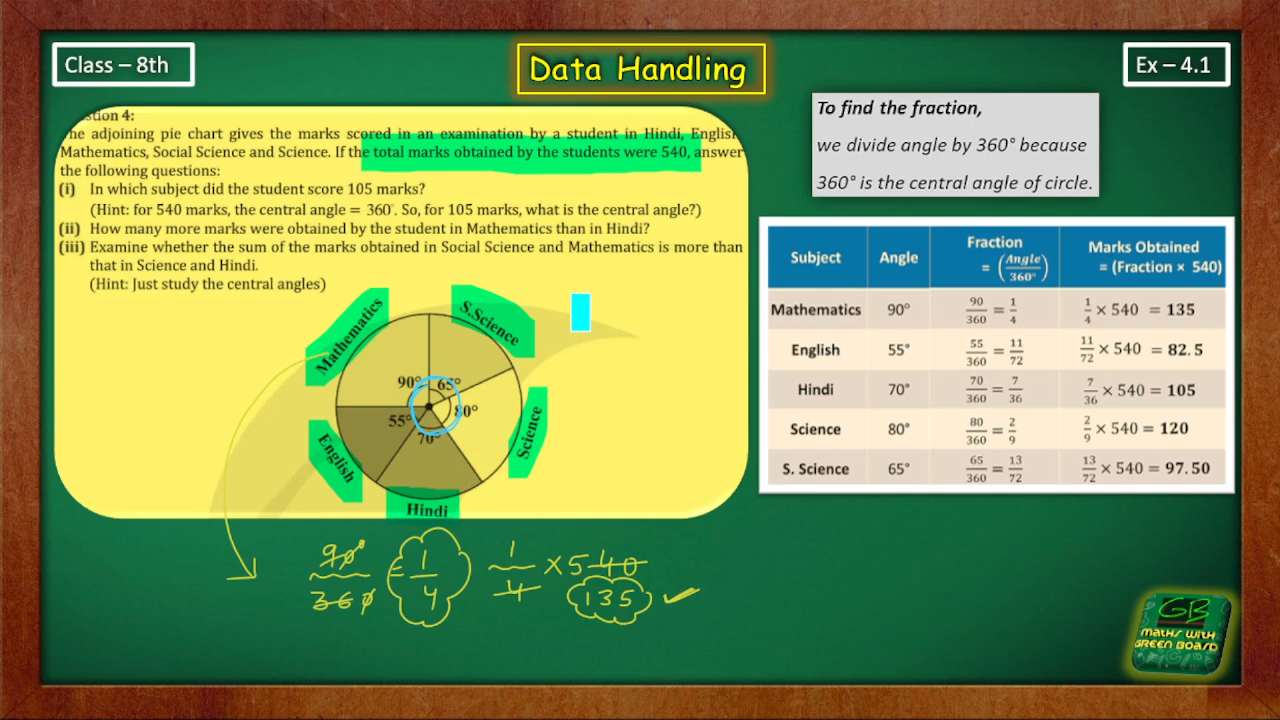 Class – 8th
Data Handling
Ex – 4.1
stion 4:
he adjoining pie chart gives the marks scored in an examination by a student in Hindi, English
Mathematics, Social Science and Science. If the total marks obtained by the students were 540, answer
the following questions:
(i) In which subject did the student score 105 marks?
(Hint: for 540 marks, the central angle = 360°. So, for 105 marks, what is the central angle?)
(ii) How many more marks were obtained by the student in Mathematics than in Hindi?
(iii) Examine whether the sum of the marks obtained in Social Science and Mathematics is more than
that in Science and Hindi.
(Hint: Just study the central angles)
Mathematics
S.Science
Science
English
Hindi
90°
65°
80°
55°
70°
90°/360 = 1/4
1/4 × 540
135
To find the fraction,
we divide angle by 360° because
360° is the central angle of circle.
Subject Angle Fraction = (Angle/360°) Marks Obtained = (Fraction × 540)
Mathematics 90° 90/360 = 1/4 1/4 × 540 = 135
English 55° 55/360 = 11/72 11/72 × 540 = 82.5
Hindi 70° 70/360 = 7/36 7/36 × 540 = 105
Science 80° 80/360 = 2/9 2/9 × 540 = 120
S. Science 65° 65/360 = 13/72 13/72 × 540 = 97.50
GB
MATHS WITH
GREEN BOARD